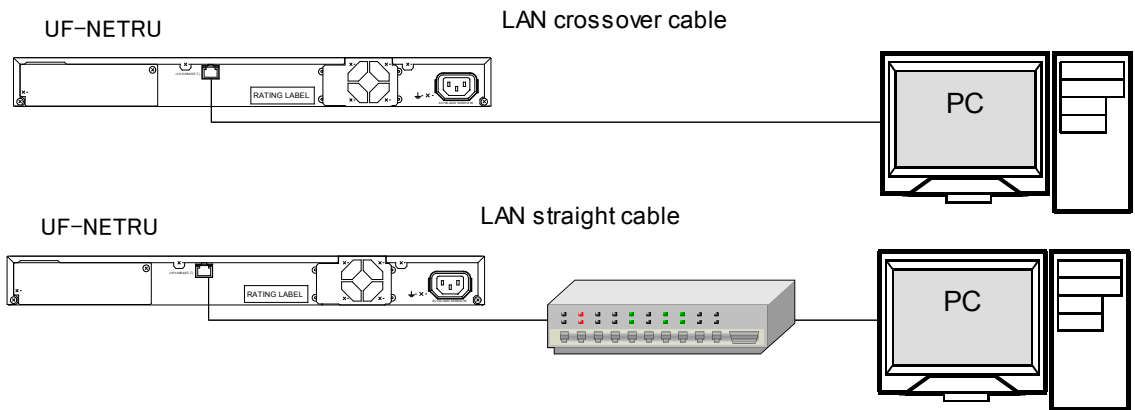 LAN crossover cable
UF-NETRU
RATING LABEL
PC
LAN straight cable
UF-NETRU
RATING LABEL
PC